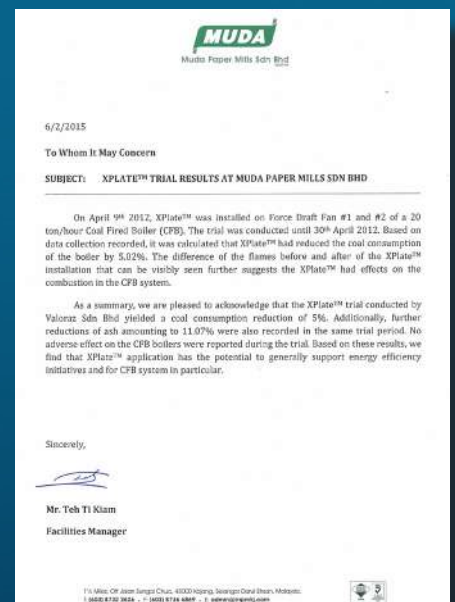 MUDA
Muda Paper Mills Sdn Bhd
6/2/2015
To Whom It May Concern
SUBJECT: XPLATE™ TRIAL RESULTS AT MUDA PAPER MILLS SDN BHD
On April 9th 2012, XPlate™ was installed on Force Draft Fan #1 and #2 of a 20
ton/hour Coal Fired Boiler (CFB). The trial was conducted until 30th April 2012. Based on
data collection recorded, it was calculated that XPlate™ had reduced the coal consumption
of the boiler by 5.02%. The difference of the flames before and after of the XPlate™
installation that can be visibly seen further suggests the XPlate™ had effects on the
combustion in the CFB system.
As a summary, we are pleased to acknowledge that the XPlate™ trial conducted by
Valoraz Sdn Bhd yielded a coal consumption reduction of 5%. Additionally, further
reductions of ash amounting to 11.07% were also recorded in the same trial period. No
adverse effect on the CFB boilers were reported during the trial. Based on these results, we
find that XPlate™ application has the potential to generally support energy efficiency
initiatives and for CFB system in particular.
Sincerely,
Mr. Teh Ti Kiam
Facilities Manager